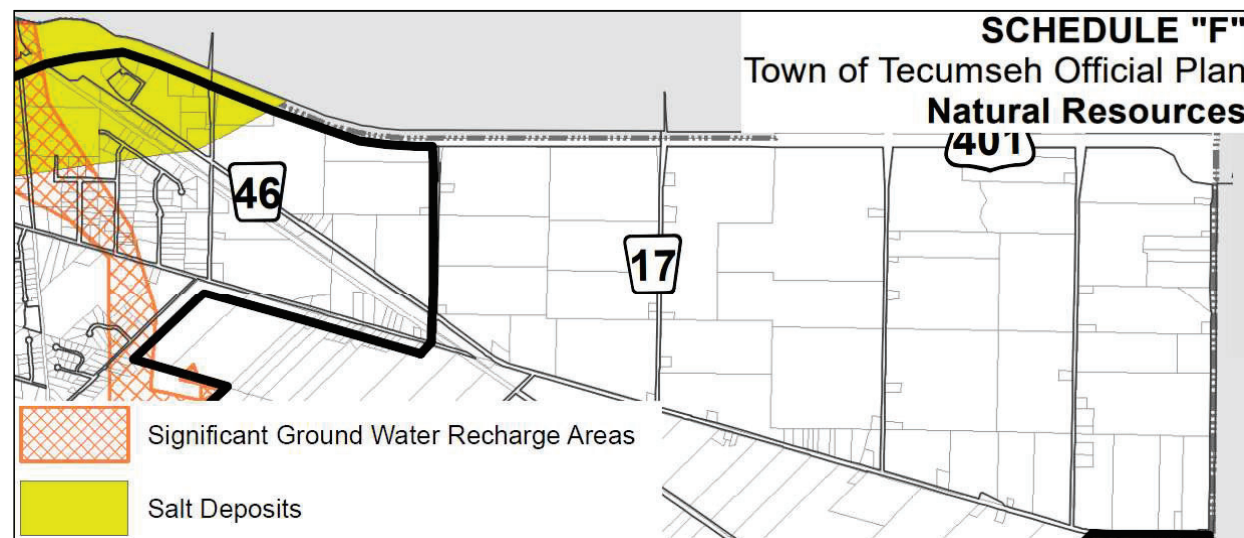 SCHEDULE "F"
Town of Tecumseh Official Plan
Natural Resources
401
46
17
Significant Ground Water Recharge Areas
Salt Deposits